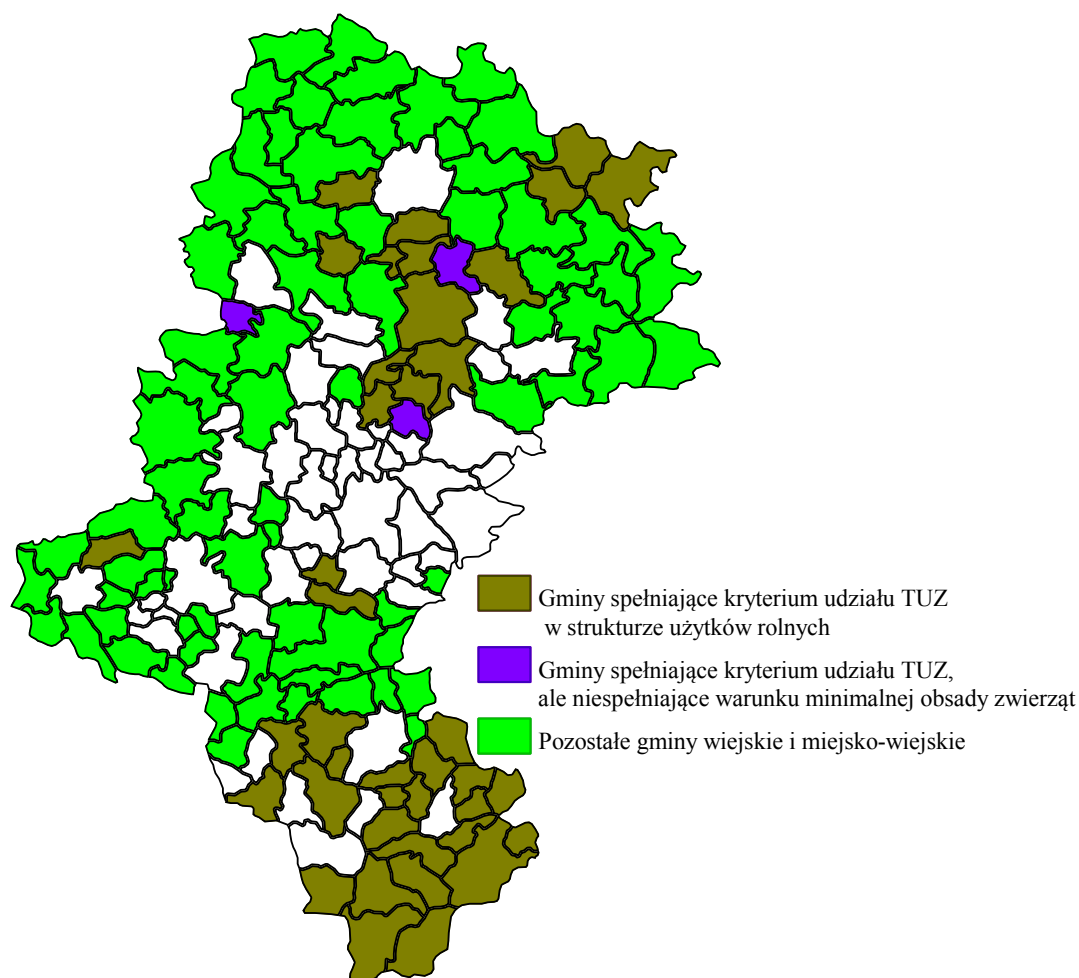 Gminy spełniające kryterium udziału TUZ
w strukturze użytków rolnych
Gminy spełniające kryterium udziału TUZ,
ale niespełniające warunku minimalnej obsady zwierząt
Pozostałe gminy wiejskie i miejsko-wiejskie